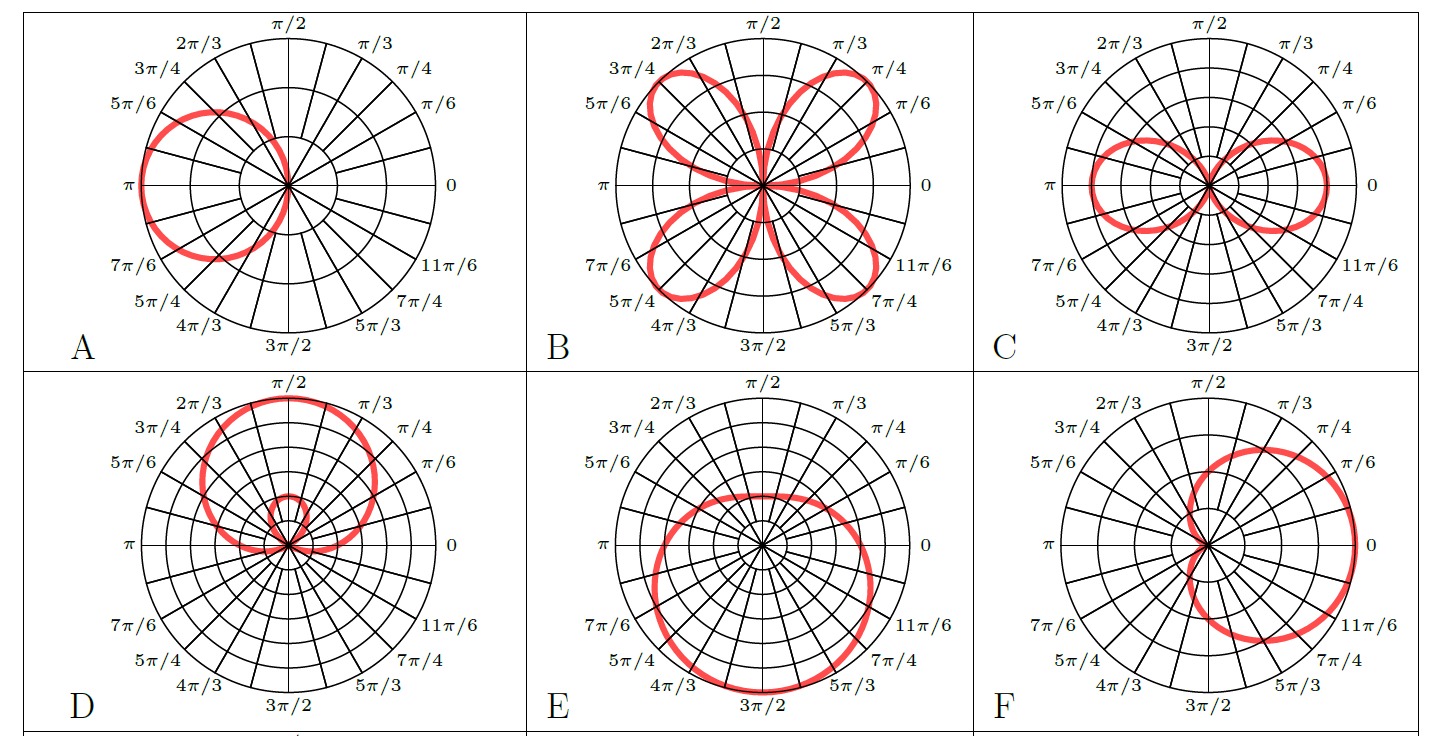 π/2 π/2 π/2
2π/3 π/3 2π/3 π/3 2π/3 π/3
3π/4 π/4 3π/4 π/4 3π/4 π/4
5π/6 π/6 5π/6 π/6 5π/6 π/6
π 0 π 0 π 0
7π/6 11π/6 7π/6 11π/6 7π/6 11π/6
5π/4 7π/4 5π/4 7π/4 5π/4 7π/4
4π/3 5π/3 4π/3 5π/3 4π/3 5π/3
A 3π/2 B 3π/2 C 3π/2
π/2 π/2 π/2
2π/3 π/3 2π/3 π/3 2π/3 π/3
3π/4 π/4 3π/4 π/4 3π/4 π/4
5π/6 π/6 5π/6 π/6 5π/6 π/6
π 0 π 0 π 0
7π/6 11π/6 7π/6 11π/6 7π/6 11π/6
5π/4 7π/4 5π/4 7π/4 5π/4 7π/4
4π/3 5π/3 4π/3 5π/3 4π/3 5π/3
D 3π/2 E 3π/2 F 3π/2